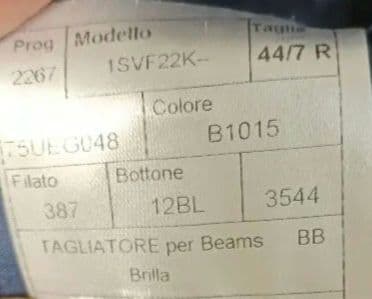 Prog Modello Taglia
2267 1SVF22K-- 44/7 R
Colore
75UEG048 B1015
Filato Bottone
387 12BL 3544
TAGLIATORE per Beams BB
Brilla